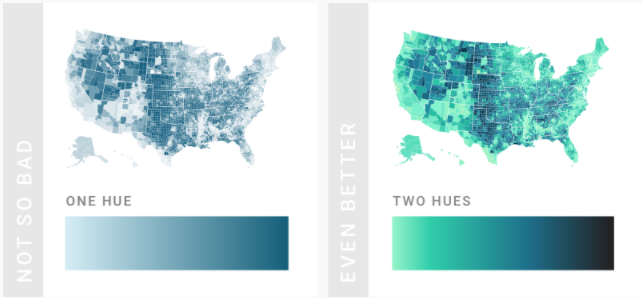 NOT SO BAD
ONE HUE
EVEN BETTER
TWO HUES